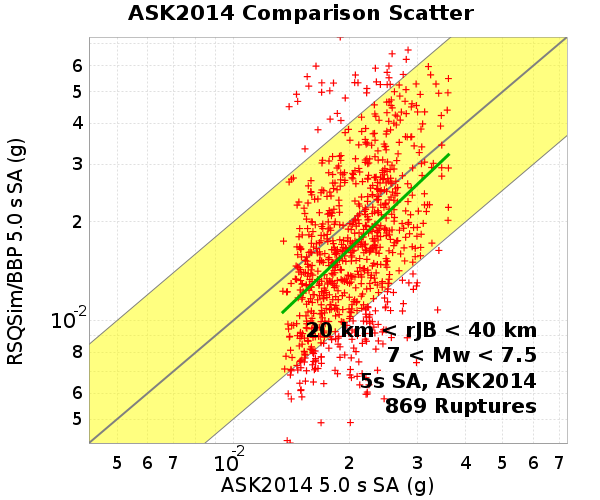 ASK2014 Comparison Scatter
RSQSim/BBP 5.0 s SA (g)
6
5
4
3
2
10-2
8
6
5
20 km < rJB < 40 km
7 < Mw < 7.5
5s SA, ASK2014
869 Ruptures
5 6 7 10-2 2 3 4 5 6 7
ASK2014 5.0 s SA (g)